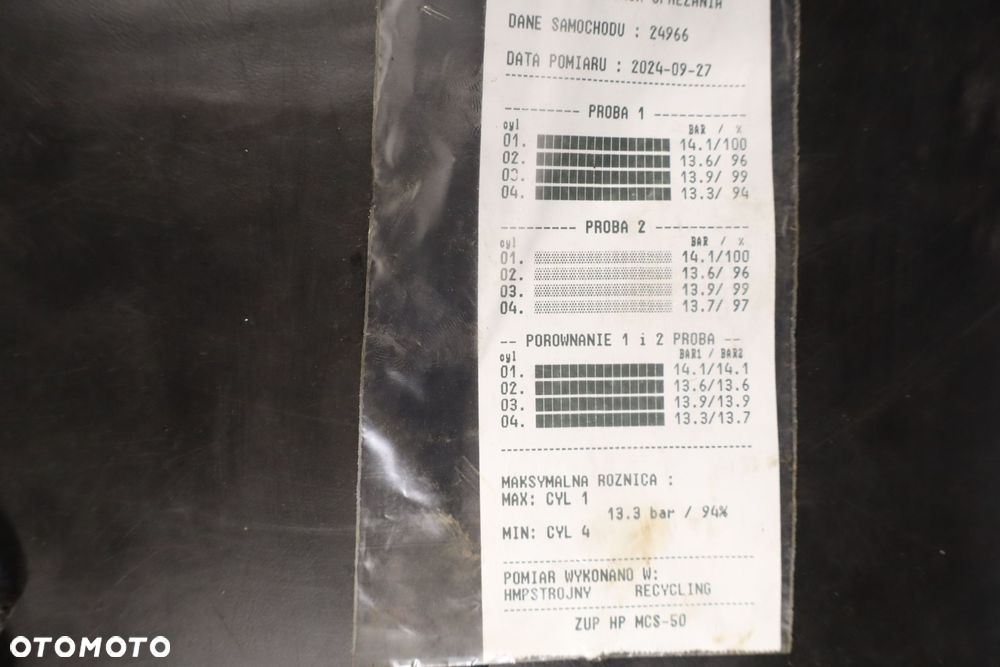 SPREZANIA
DANE SAMOCHODU : 24966
DATA POMIARU : 2024-09-27
---------- PROBA 1 ----------
cyl BAR / %
01. 14.1/100
02. 13.6/ 96
03. 13.9/ 99
04. 13.3/ 94
---------- PROBA 2 ----------
cyl BAR / %
01. 14.1/100
02. 13.6/ 96
03. 13.9/ 99
04. 13.7/ 97
-- POROWNANIE 1 i 2 PROBA --
cyl BAR1 / BAR2
01. 14.1/14.1
02. 13.6/13.6
03. 13.9/13.9
04. 13.3/13.7
MAKSYMALNA ROZNICA :
MAX: CYL 1
13.3 bar / 94%
MIN: CYL 4
POMIAR WYKONANO W:
HMPSTROJNY RECYCLING
ZUP HP MCS-50
OTOMOTO